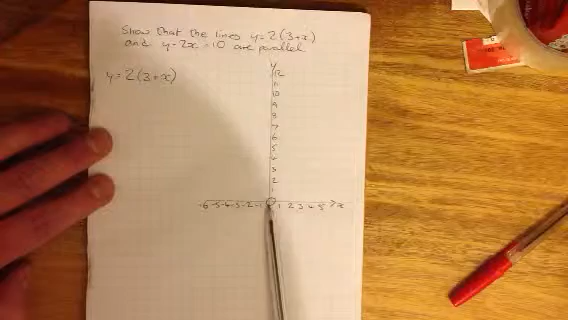 Show that the lines y=2(3+x)
and y-2x=10 are parallel
y=2(3+x)
y
12
11
10
9
8
7
6
5
4
3
2
1
-6 -5 -4 -3 -2 -1 1 2 3 4 5 x